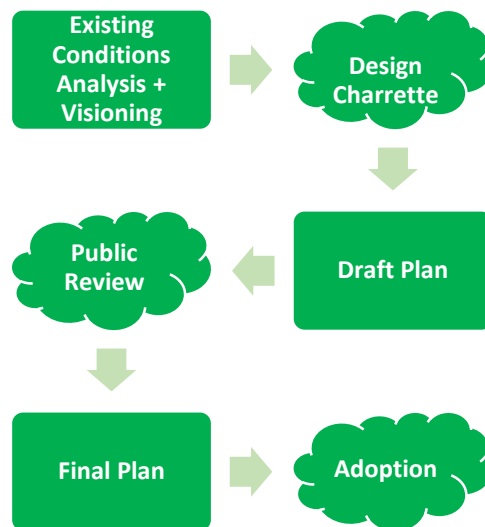 Existing
Conditions
Analysis +
Visioning
Design
Charrette
Public
Review
Draft Plan
Final Plan
Adoption